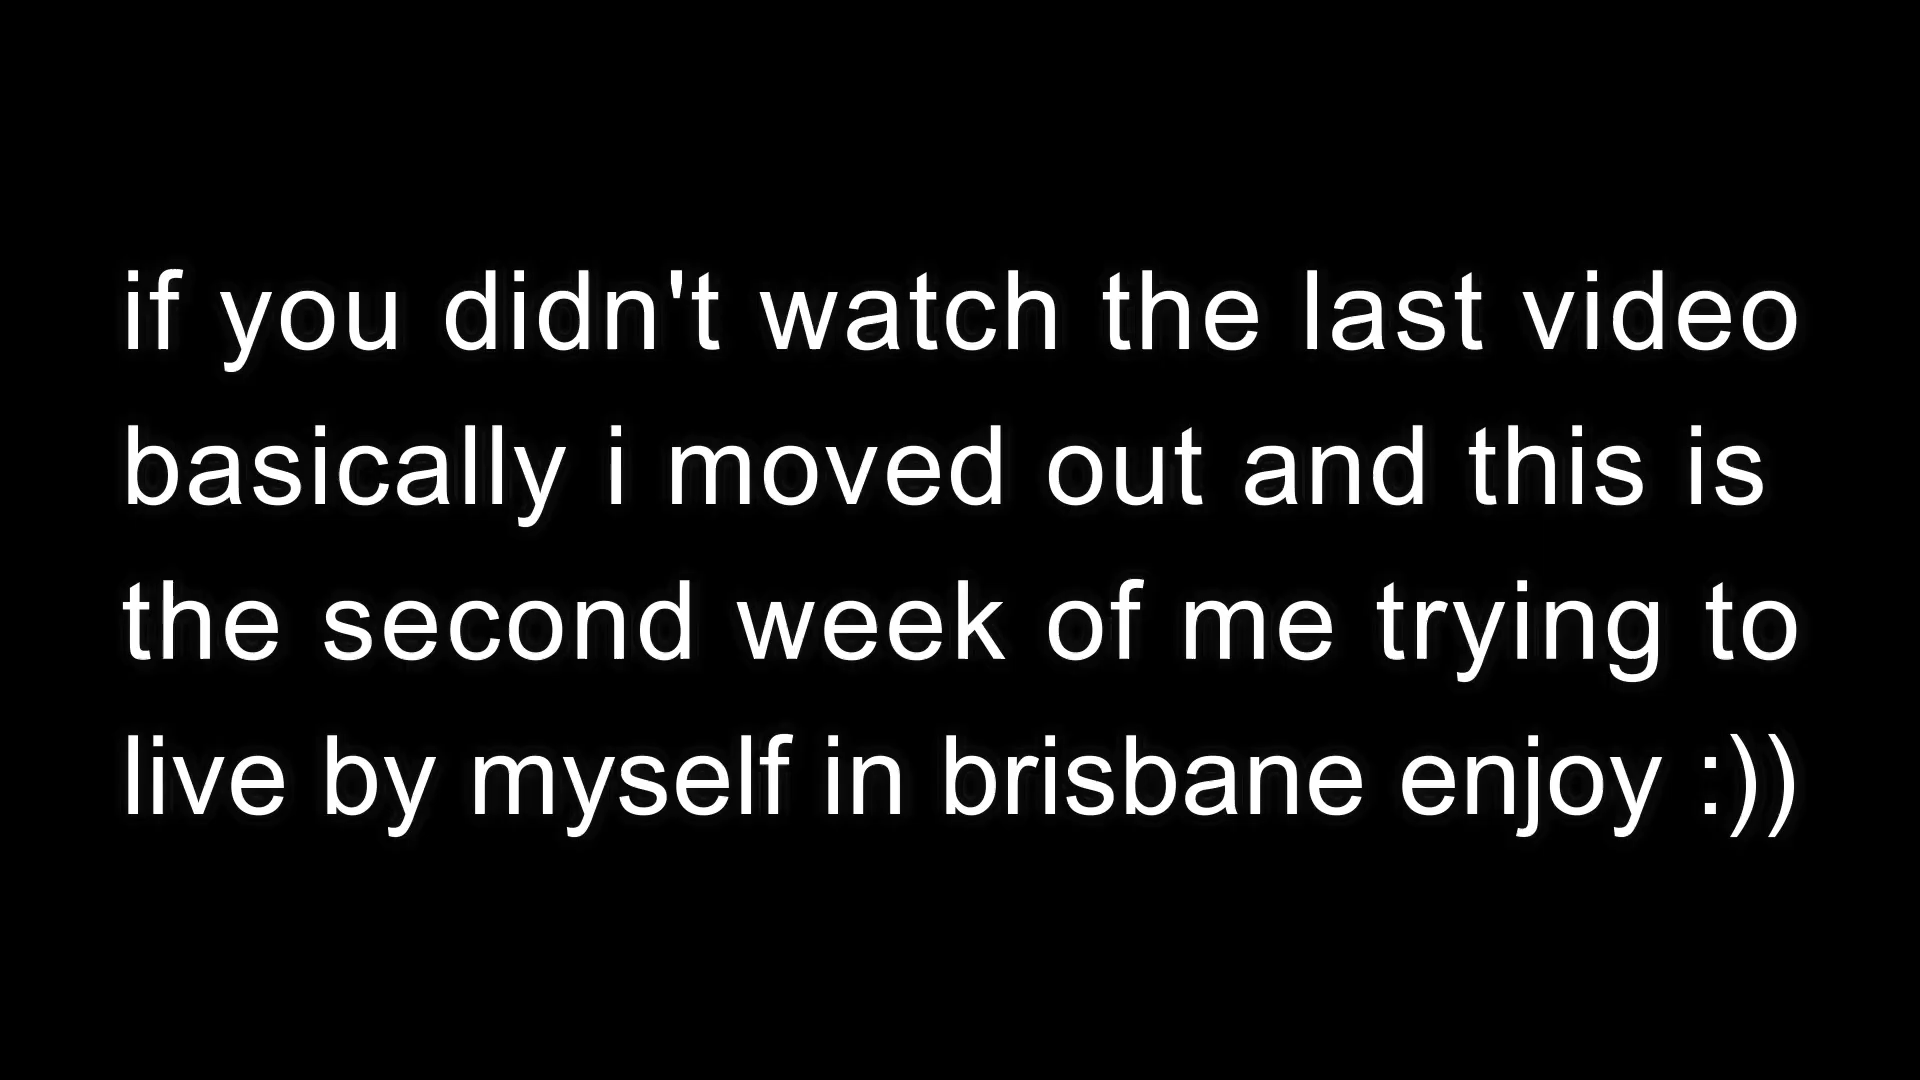 if you didn't watch the last video
basically i moved out and this is
the second week of me trying to
live by myself in brisbane enjoy :))